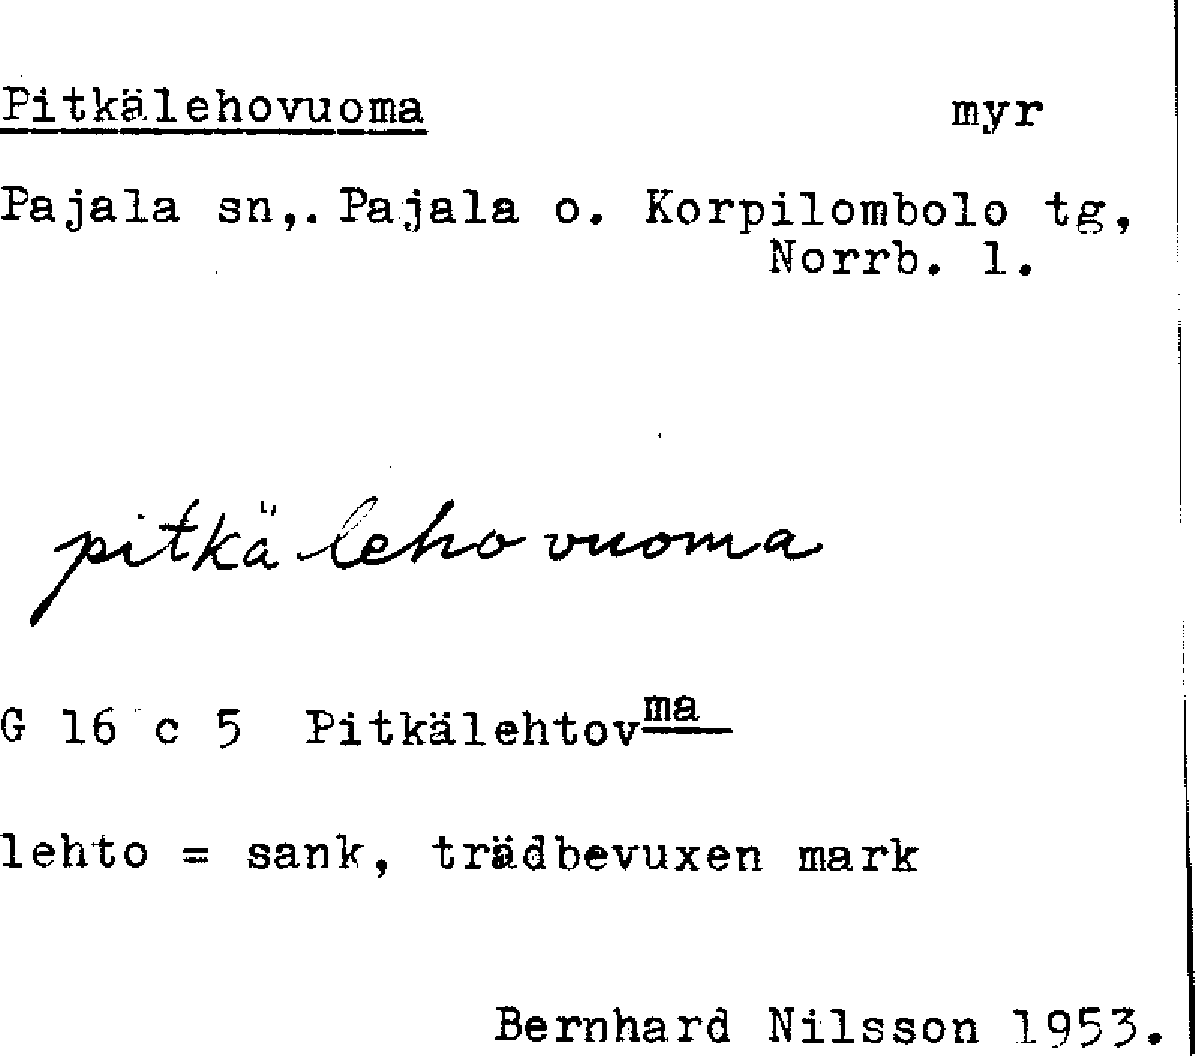 Pitkälehovuoma myr
Pajala sn,. Pajala o. Korpilombolo tg,
Norrb. l.
pitkä leho vuoma
G 16 c 5 Pitkälehtovma
lehto = sank, trädbevuxen mark
Bernhard Nilsson 1953.